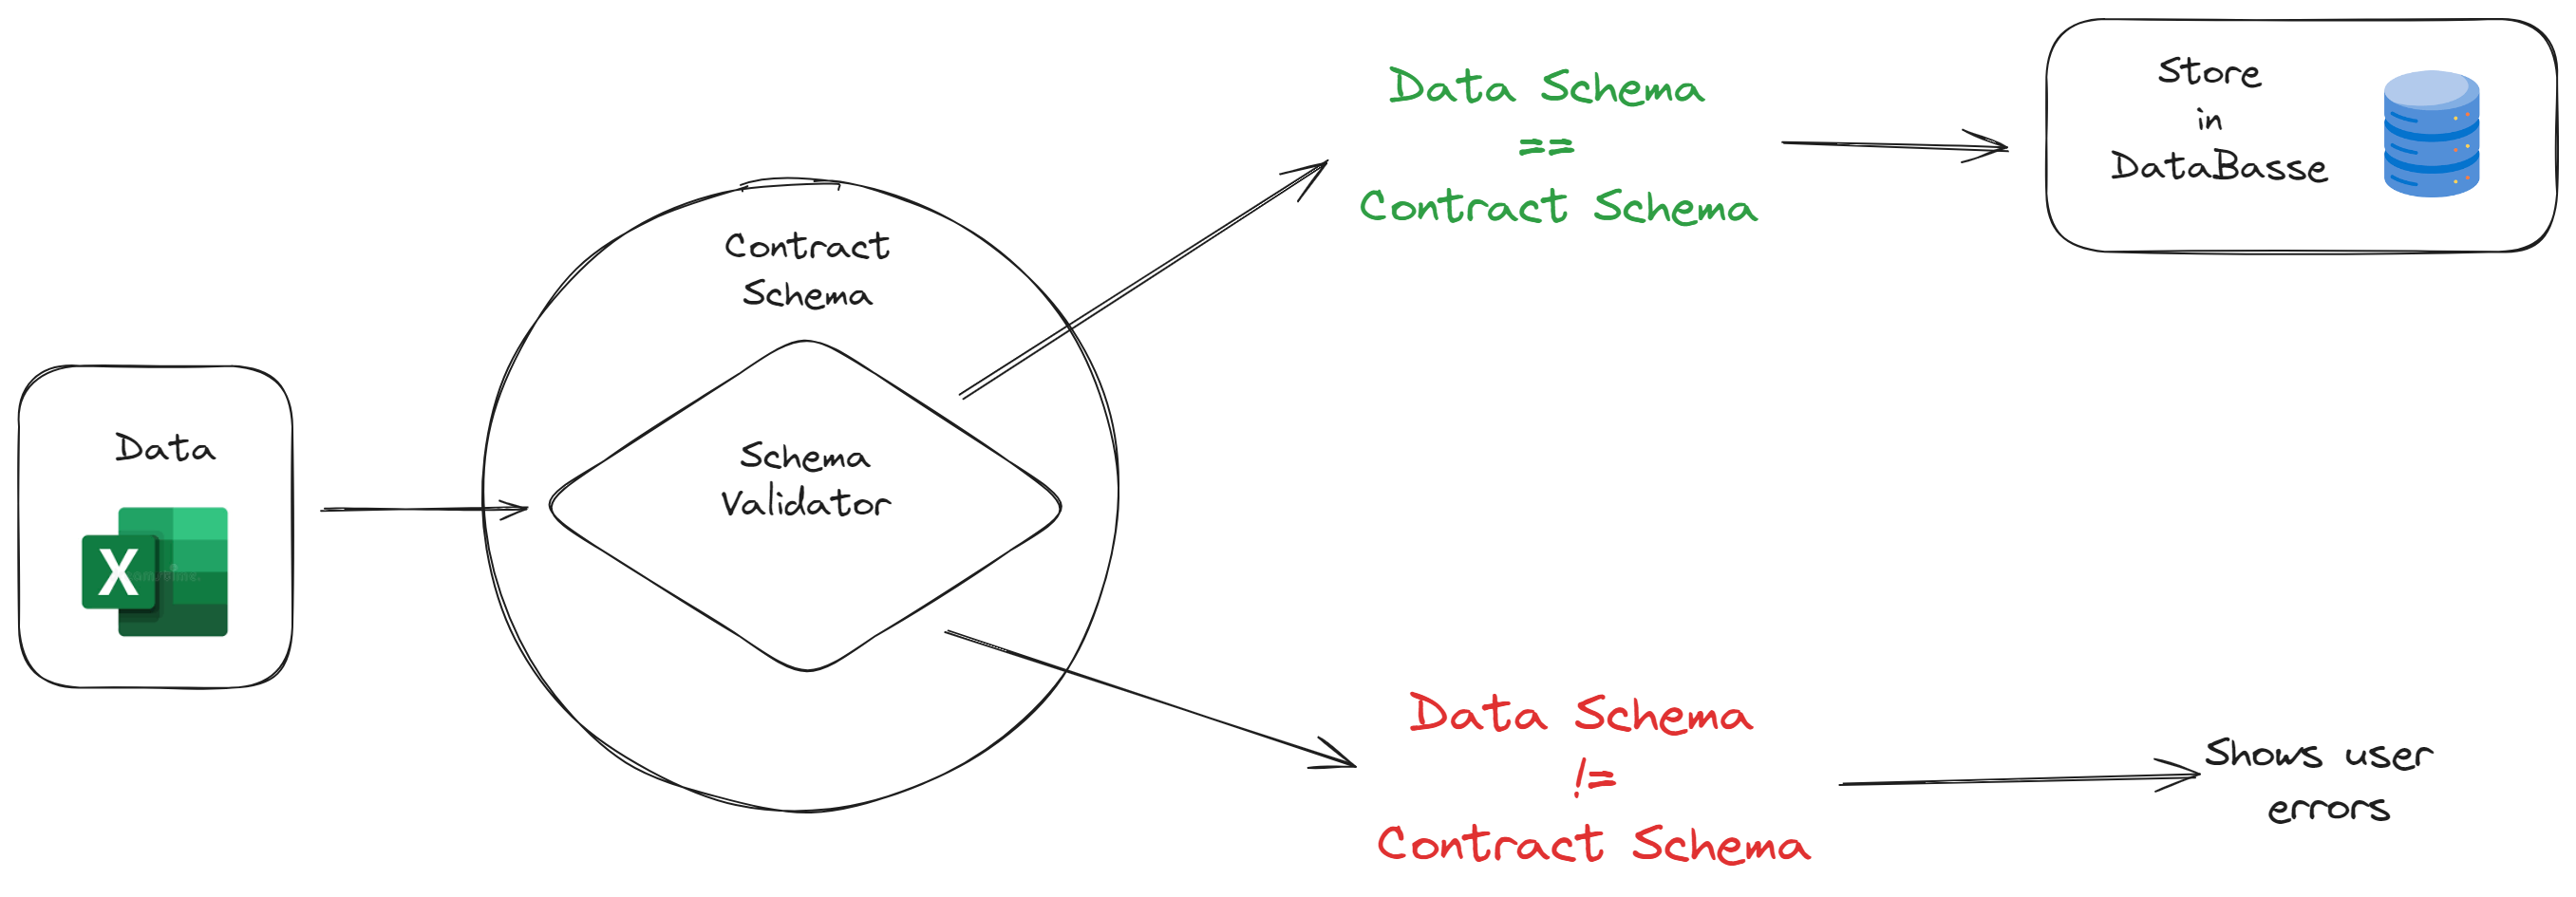 Data
X
Contract
Schema
Schema
Validator
Data Schema
==
Contract Schema
Store
in
DataBasse
Data Schema
!=
Contract Schema
Shows user
errors